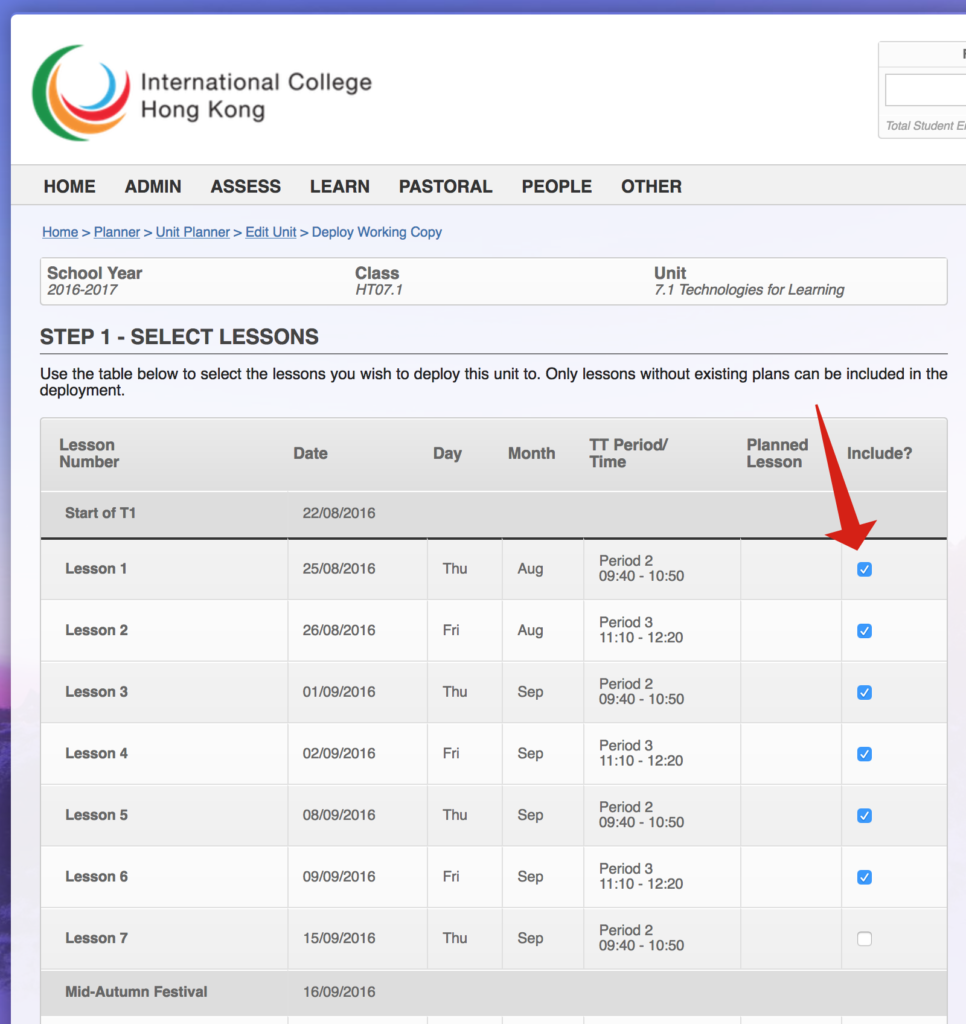 International College
Hong Kong
Total Student
HOME ADMIN ASSESS LEARN PASTORAL PEOPLE OTHER
Home > Planner > Unit Planner > Edit Unit > Deploy Working Copy
School Year Class Unit
2016-2017 HT07.1 7.1 Technologies for Learning
STEP 1 - SELECT LESSONS
Use the table below to select the lessons you wish to deploy this unit to. Only lessons without existing plans can be included in the
deployment.
Lesson Number Date Day Month TT Period/ Time Planned Lesson Include?
Start of T1 22/08/2016
Lesson 1 25/08/2016 Thu Aug Period 2 09:40 - 10:50
Lesson 2 26/08/2016 Fri Aug Period 3 11:10 - 12:20
Lesson 3 01/09/2016 Thu Sep Period 2 09:40 - 10:50
Lesson 4 02/09/2016 Fri Sep Period 3 11:10 - 12:20
Lesson 5 08/09/2016 Thu Sep Period 2 09:40 - 10:50
Lesson 6 09/09/2016 Fri Sep Period 3 11:10 - 12:20
Lesson 7 15/09/2016 Thu Sep Period 2 09:40 - 10:50
Mid-Autumn Festival 16/09/2016